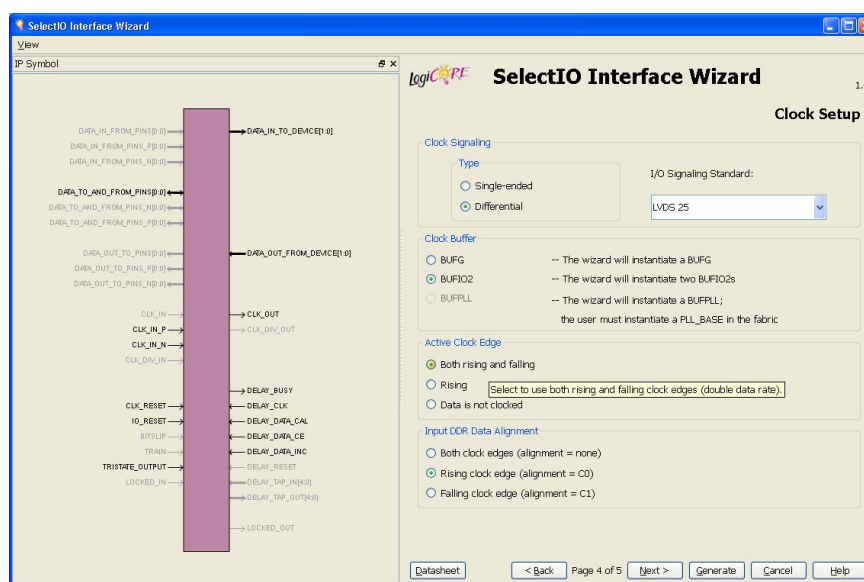 SelectIO Interface Wizard
View
IP Symbol
LogiCORE
SelectIO Interface Wizard
1.
Clock Setup
DATA_IN_FROM_PINS[0:0]
DATA_IN_TO_DEVICE[1:0]
DATA_IN_FROM_PINS_P[0:0]
DATA_IN_FROM_PINS_N[0:0]
DATA_TO_AND_FROM_PINS[0:0]
DATA_TO_AND_FROM_PINS_N[0:0]
DATA_TO_AND_FROM_PINS_P[0:0]
DATA_OUT_TO_PINS[0:0]
DATA_OUT_FROM_DEVICE[1:0]
DATA_OUT_TO_PINS_P[0:0]
DATA_OUT_TO_PINS_N[0:0]
CLK_IN
CLK_OUT
CLK_IN_P
CLK_DIV_OUT
CLK_IN_N
CLK_DIV_IN
DELAY_BUSY
CLK_RESET
DELAY_CLK
IO_RESET
DELAY_DATA_CAL
BITSLIP
DELAY_DATA_CE
TRAIN
DELAY_DATA_INC
TRISTATE_OUTPUT
DELAY_RESET
LOCKED_IN
DELAY_TAP_IN[4:0]
DELAY_TAP_OUT[4:0]
LOCKED_OUT
Clock Signaling
Type
Single-ended
Differential
I/O Signaling Standard:
LVDS 25
Clock Buffer
BUFG -- The wizard will instantiate a BUFG
BUFIO2 -- The wizard will instantiate two BUFIO2s
BUFPLL -- The wizard will instantiate a BUFPLL;
the user must instantiate a PLL_BASE in the fabric
Active Clock Edge
Both rising and falling
Rising
Select to use both rising and falling clock edges (double data rate).
Data is not clocked
Input DDR Data Alignment
Both clock edges (alignment = none)
Rising clock edge (alignment = C0)
Falling clock edge (alignment = C1)
Datasheet < Back Page 4 of 5 Next > Generate Cancel Help